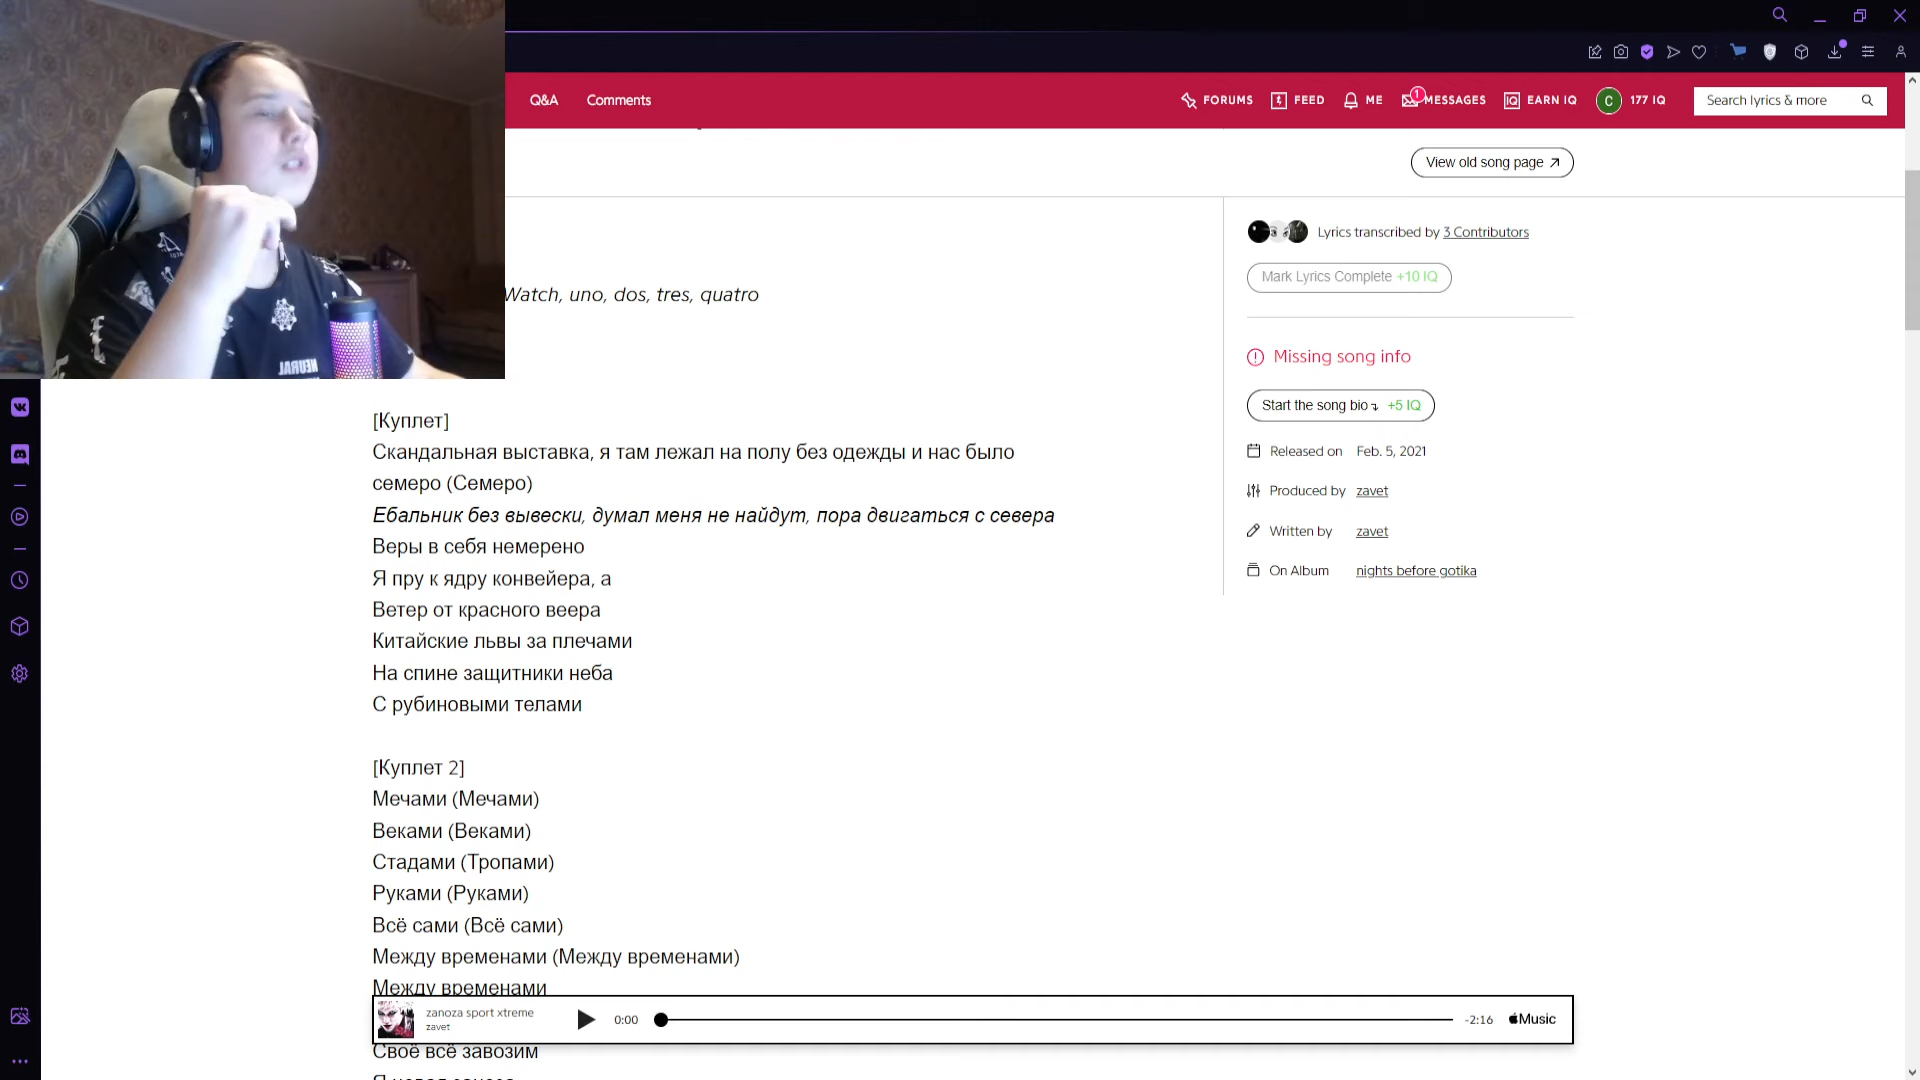 Q&A
Comments
FORUMS
FEED
ME
1
MESSAGES
EARN IQ
C
177 IQ
Search lyrics & more
View old song page
Watch, uno, dos, tres, quatro
Lyrics transcribed by 3 Contributors
Mark Lyrics Complete +10 IQ
Missing song info
Start the song bio +5 IQ
Released on Feb. 5, 2021
Produced by zavet
Written by zavet
On Album nights before gotika
[Куплет]
Скандальная выставка, я там лежал на полу без одежды и нас было
семеро (Семеро)
Ебальник без вывески, думал меня не найдут, пора двигаться с севера
Веры в себя немерено
Я пру к ядру конвейера, а
Ветер от красного веера
Китайские львы за плечами
На спине защитники неба
С рубиновыми телами
[Куплет 2]
Мечами (Мечами)
Веками (Веками)
Стадами (Тропами)
Руками (Руками)
Всё сами (Всё сами)
Между временами (Между временами)
Между временами
zanoza sport xtreme
zavet
0:00
-2:16
Music
Своё всё завозим